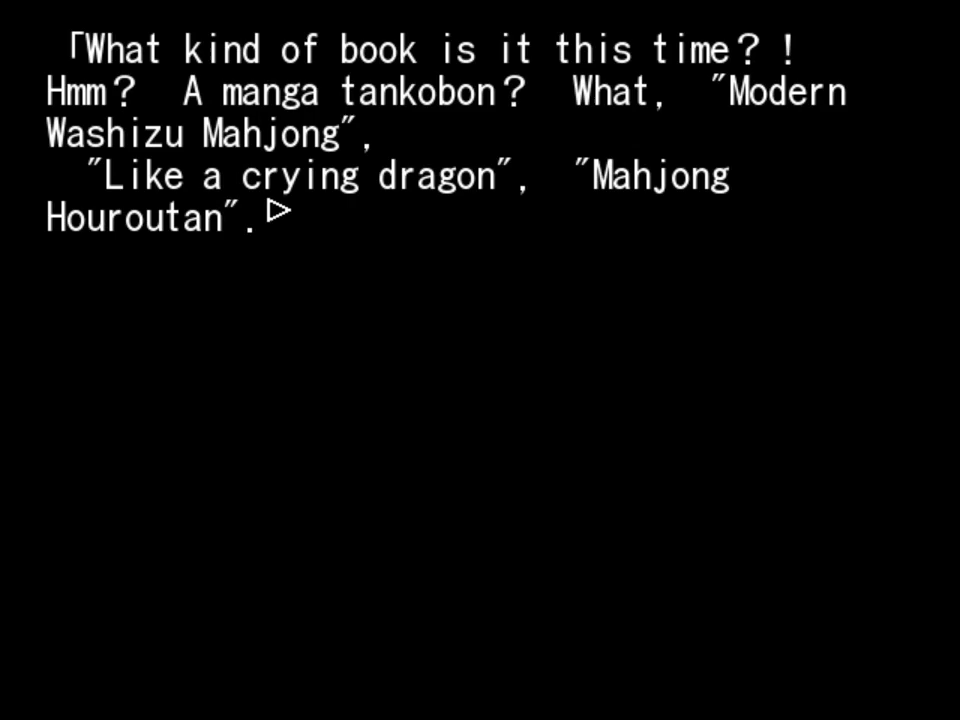 「What kind of book is it this time？！
Hmm？　A manga tankobon？　What,　"Modern
Washizu Mahjong",
　"Like a crying dragon",　"Mahjong
Houroutan".▷